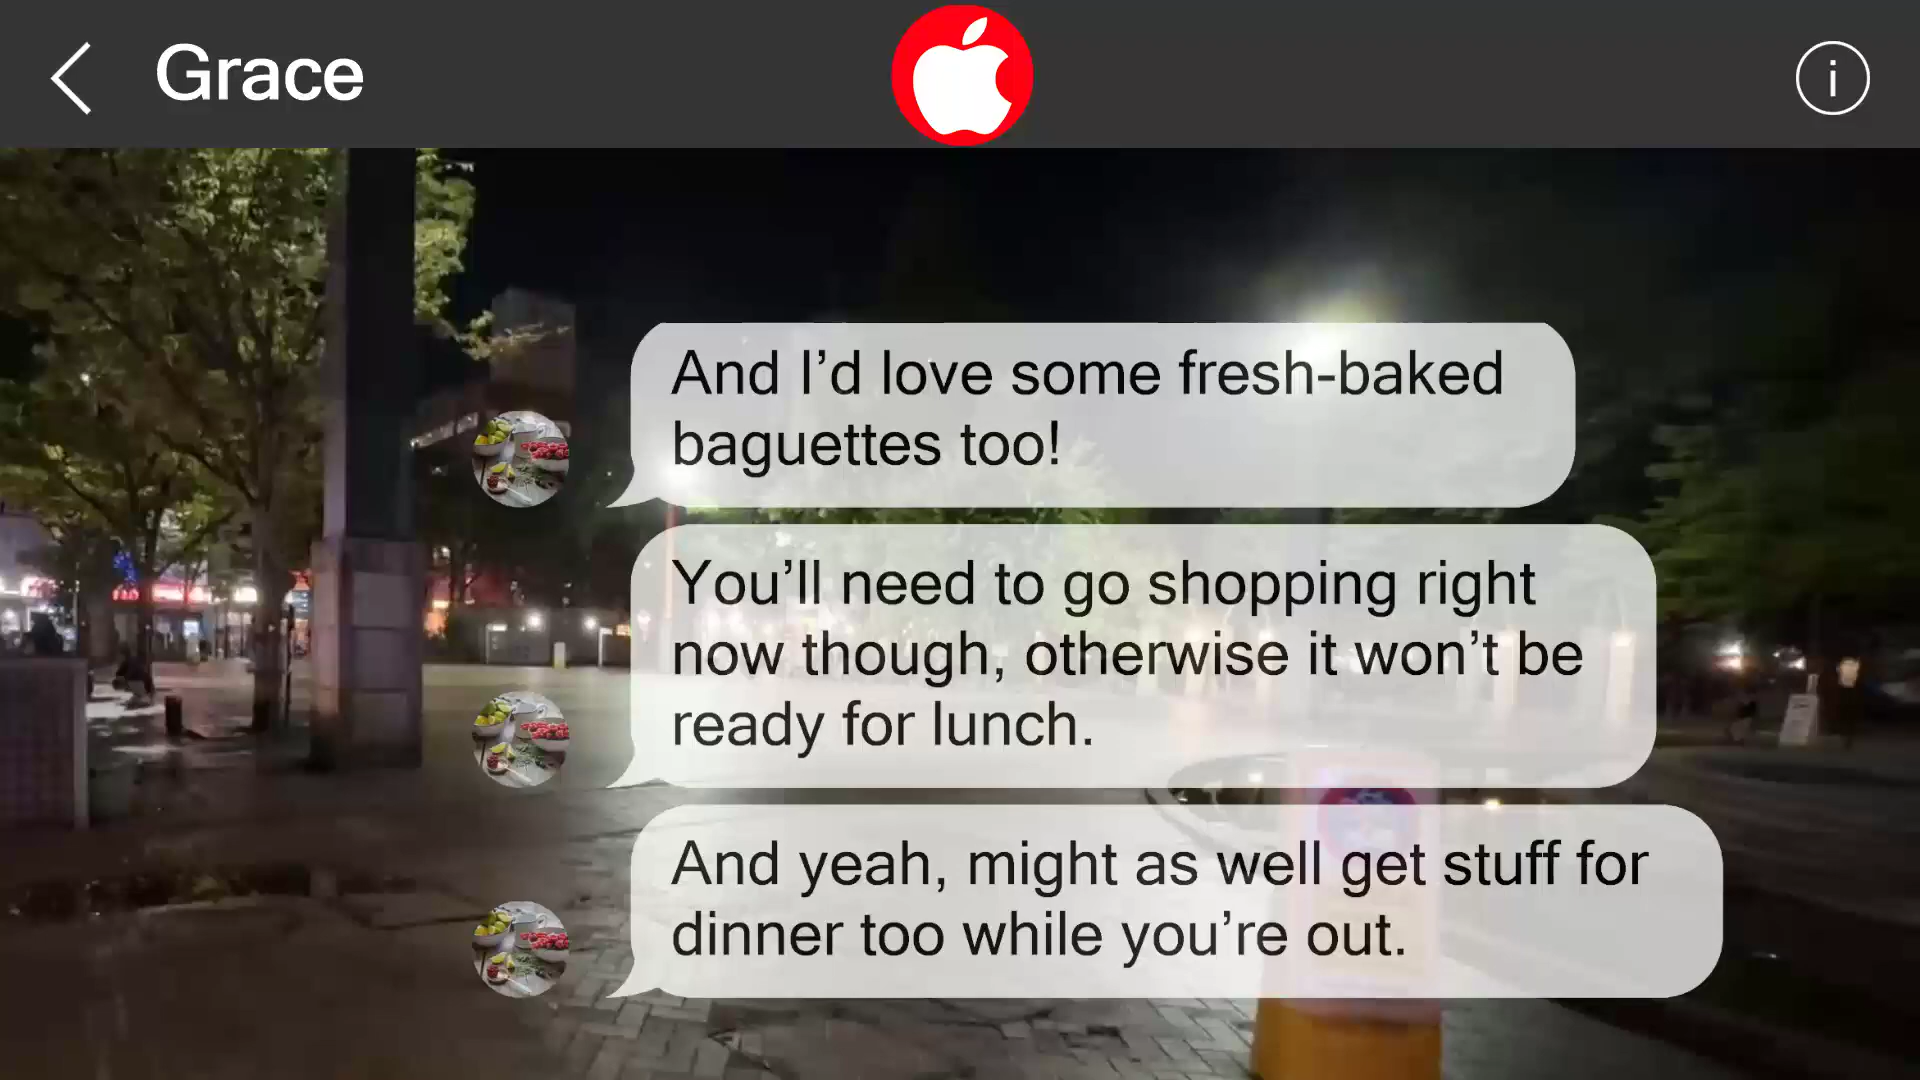 Grace
And I’d love some fresh-baked
baguettes too!
You’ll need to go shopping right
now though, otherwise it won’t be
ready for lunch.
And yeah, might as well get stuff for
dinner too while you’re out.